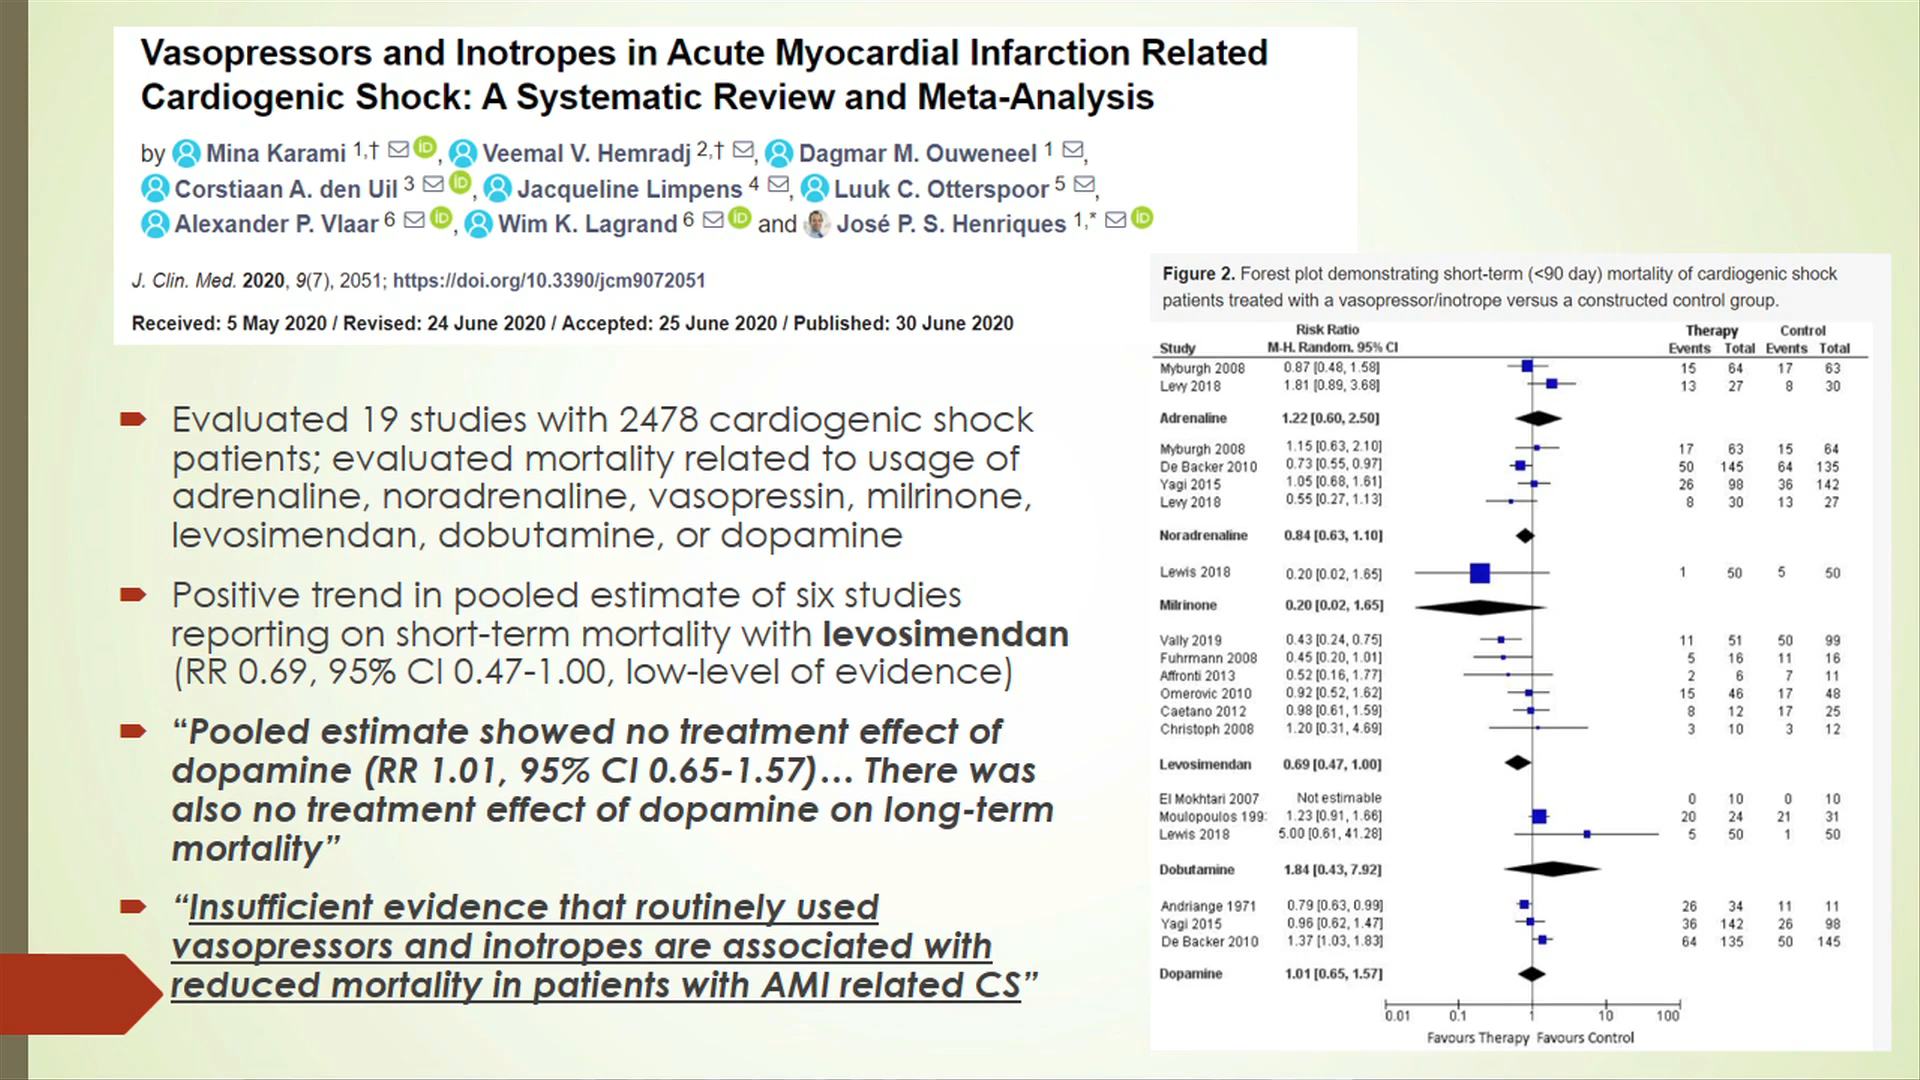 Vasopressors and Inotropes in Acute Myocardial Infarction Related
Cardiogenic Shock: A Systematic Review and Meta-Analysis
by Mina Karami 1,† iD, Veemal V. Hemradj 2,†, Dagmar M. Ouweneel 1,
Corstiaan A. den Uil 3 iD, Jacqueline Limpens 4, Luuk C. Otterspoor 5,
Alexander P. Vlaar 6 iD, Wim K. Lagrand 6 iD and José P. S. Henriques 1,* iD
J. Clin. Med. 2020, 9(7), 2051; https://doi.org/10.3390/jcm9072051
Received: 5 May 2020 / Revised: 24 June 2020 / Accepted: 25 June 2020 / Published: 30 June 2020
Evaluated 19 studies with 2478 cardiogenic shock
patients; evaluated mortality related to usage of
adrenaline, noradrenaline, vasopressin, milrinone,
levosimendan, dobutamine, or dopamine
Positive trend in pooled estimate of six studies
reporting on short-term mortality with levosimendan
(RR 0.69, 95% CI 0.47-1.00, low-level of evidence)
“Pooled estimate showed no treatment effect of
dopamine (RR 1.01, 95% CI 0.65-1.57)… There was
also no treatment effect of dopamine on long-term
mortality”
“Insufficient evidence that routinely used
vasopressors and inotropes are associated with
reduced mortality in patients with AMI related CS”
Figure 2. Forest plot demonstrating short-term (<90 day) mortality of cardiogenic shock
patients treated with a vasopressor/inotrope versus a constructed control group.
Risk Ratio Therapy Control
Study M-H. Random. 95% CI Events Total Events Total
Myburgh 2008 0.87 [0.48, 1.58] 15 64 17 63
Levy 2018 1.81 [0.89, 3.68] 13 27 8 30
Adrenaline 1.22 [0.60, 2.50]
Myburgh 2008 1.15 [0.63, 2.10] 17 63 15 64
De Backer 2010 0.73 [0.55, 0.97] 50 145 64 135
Yagi 2015 1.05 [0.68, 1.61] 26 98 36 142
Levy 2018 0.55 [0.27, 1.13] 8 30 13 27
Noradrenaline 0.84 [0.63, 1.10]
Lewis 2018 0.20 [0.02, 1.65] 1 50 5 50
Milrinone 0.20 [0.02, 1.65]
Vally 2019 0.43 [0.24, 0.75] 11 51 50 99
Fuhrmann 2008 0.45 [0.20, 1.01] 5 16 11 16
Affronti 2013 0.52 [0.16, 1.77] 2 6 7 11
Omerovic 2010 0.92 [0.52, 1.62] 15 46 17 48
Caetano 2012 0.98 [0.61, 1.59] 8 12 17 25
Christoph 2008 1.20 [0.31, 4.69] 3 10 3 12
Levosimendan 0.69 [0.47, 1.00]
El Mokhtari 2007 Not estimable 0 10 0 10
Moulopoulos 199 1.23 [0.91, 1.66] 20 24 21 31
Lewis 2018 5.00 [0.61, 41.28] 5 50 1 50
Dobutamine 1.84 [0.43, 7.92]
Andriange 1971 0.79 [0.63, 0.99] 26 34 11 11
Yagi 2015 0.96 [0.62, 1.47] 36 142 26 98
De Backer 2010 1.37 [1.03, 1.83] 64 135 50 145
Dopamine 1.01 [0.65, 1.57]
0.01 0.1 1 10 100
Favours Therapy Favours Control